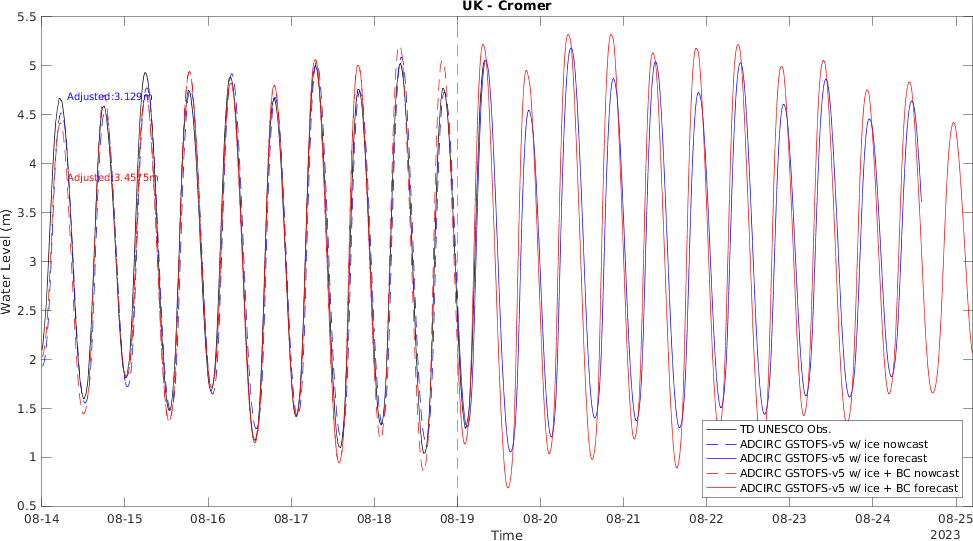 UK - Cromer
5.5
5
4.5
4
3.5
3
2.5
2
1.5
1
0.5
Water Level (m)
Adjusted:3.129m
Adjusted:3.4575m
TD UNESCO Obs.
ADCIRC GSTOFS-v5 w/ ice nowcast
ADCIRC GSTOFS-v5 w/ ice forecast
ADCIRC GSTOFS-v5 w/ ice + BC nowcast
ADCIRC GSTOFS-v5 w/ ice + BC forecast
08-14 08-15 08-16 08-17 08-18 08-19 08-20 08-21 08-22 08-23 08-24 08-25
Time
2023